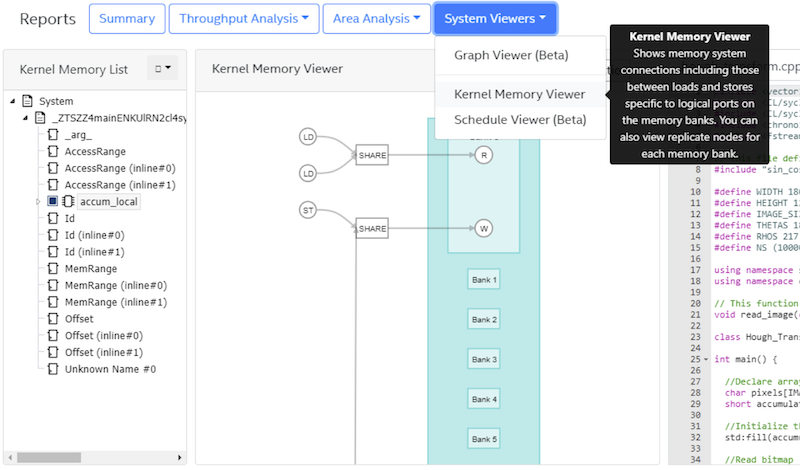 Reports
Summary
Throughput Analysis
Area Analysis
System Viewers
Graph Viewer (Beta)
Kernel Memory Viewer
Schedule Viewer (Beta)
Kernel Memory Viewer
Shows memory system
connections including those
between loads and stores
specific to logical ports on
the memory banks. You can
also view replicate nodes for
each memory bank.
Kernel Memory List
System
_ZTSZZ4mainENKUlRN2cl4sy
_arg_
AccessRange
AccessRange (inline#0)
AccessRange (inline#1)
accum_local
Id
Id (inline#0)
Id (inline#1)
MemRange
MemRange (inline#0)
MemRange (inline#1)
Offset
Offset (inline#0)
Offset (inline#1)
Unknown Name #0
Kernel Memory Viewer
LD
LD
SHARE
R
ST
SHARE
W
Bank 1
Bank 2
Bank 3
Bank 4
Bank 5
form.cpp
8 #include "sin_co
9
10 #define WIDTH 18
11 #define HEIGHT 1
12 #define IMAGE_SI
13 #define THETAS 1
14 #define RHOS 217
15 #define NS (1000
16
17 using namespace
18 using namespace
19
20 // This function
21 void read_image(
22
23 class Hough_Tran
24
25 int main() {
26
27 //Declare array
28 char pixels[IM
29 short accumula
30
31 //Initialize th
32 std:fill(accum
33
34 //Read bitmap